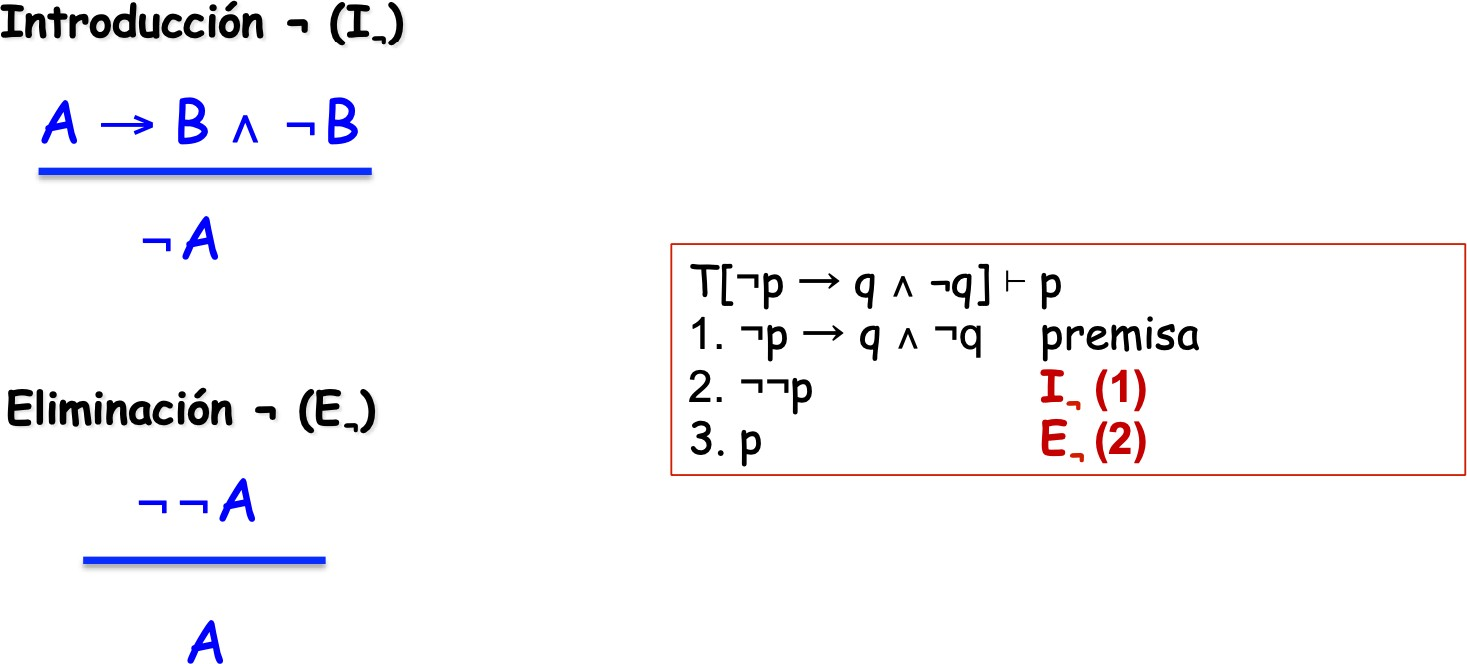 Introducción ¬ (I¬)
A → B ∧ ¬B
¬A
Eliminación ¬ (E¬)
¬¬A
A
T[¬p → q ∧ ¬q] ⊢ p
1. ¬p → q ∧ ¬q premisa
2. ¬¬p I¬ (1)
3. p E¬ (2)